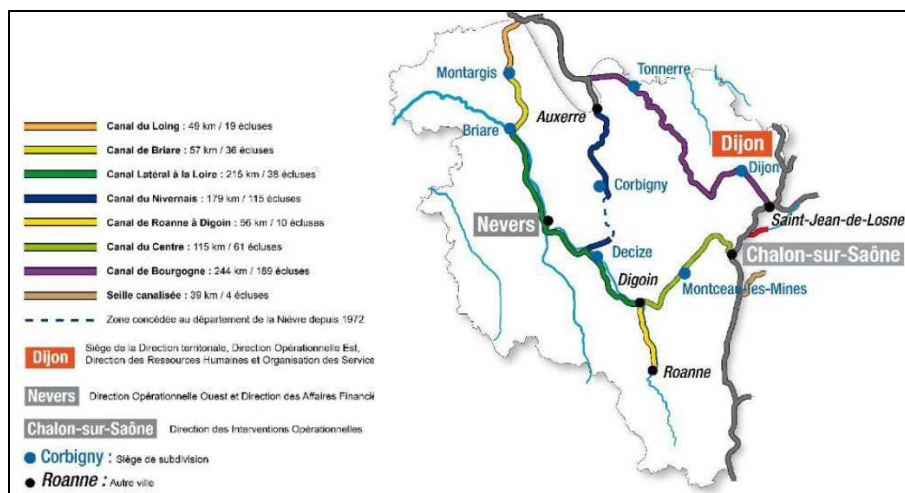 Canal du Loing : 49 km / 19 écluses
Canal de Briare : 57 km / 36 écluses
Canal Latéral à la Loire : 215 km / 38 écluses
Canal du Nivernais : 179 km / 115 écluses
Canal de Roanne à Digoin : 56 km / 10 écluses
Canal du Centre : 115 km / 61 écluses
Canal de Bourgogne : 244 km / 189 écluses
Seille canalisée : 39 km / 4 écluses
Zone concédée au département de la Nièvre depuis 1972
Dijon
Siège de la Direction territoriale, Direction Opérationnelle Est,
Direction des Ressources Humaines et Organisation des Service
Nevers
Direction Opérationnelle Ouest et Direction des Affaires Financiè
Chalon-sur-Saône
Direction des Interventions Opérationnelles
Corbigny : Siège de subdivision
Roanne : Autre ville
Montargis
Tonnerre
Auxerre
Briare
Dijon
Dijon
Corbigny
Saint-Jean-de-Losne
Nevers
Decize
Chalon-sur-Saône
Digoin
Montceau-les-Mines
Roanne